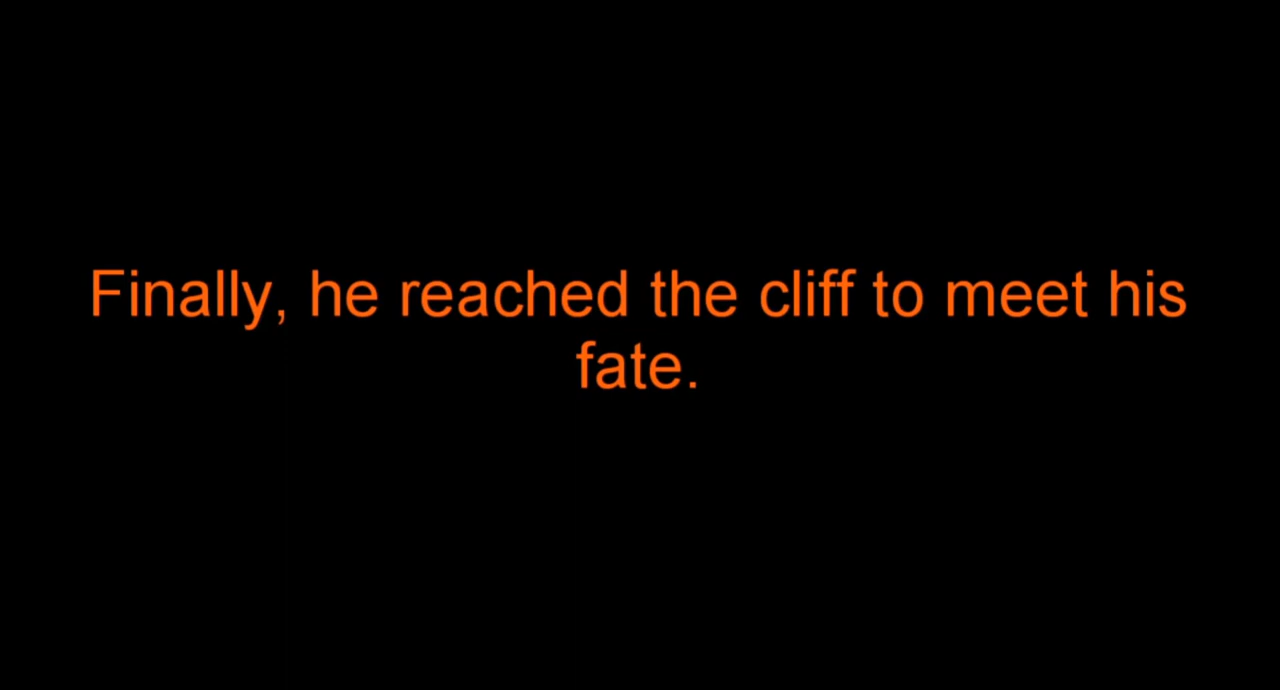 Finally, he reached the cliff to meet his
fate.